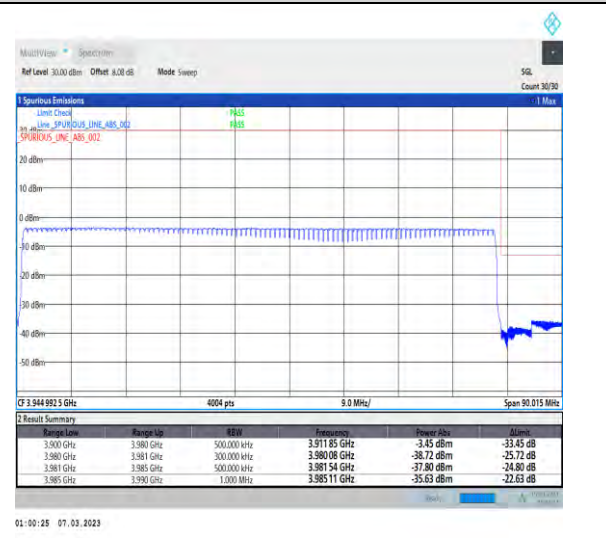 MultiView Spectrum
Ref Level 30.00 dBm Offset 8.08 dB Mode Sweep SGL
Count 30/30
1 Spurious Emissions 1 Max
Limit Check PASS
Line _SPURIOUS_LINE_ABS_002 PASS
_SPURIOUS_LINE_ABS_002
20 dBm
10 dBm
0 dBm
-10 dBm
-20 dBm
-30 dBm
-40 dBm
-50 dBm
CF 3.944 992 5 GHz 4004 pts 9.0 MHz/ Span 90.015 MHz
2 Result Summary
Range Low Range Up RBW Frequency Power Abs ΔLimit
3.900 GHz 3.980 GHz 500.000 kHz 3.911 85 GHz -3.45 dBm -33.45 dB
3.980 GHz 3.981 GHz 300.000 kHz 3.980 08 GHz -38.72 dBm -25.72 dB
3.981 GHz 3.985 GHz 500.000 kHz 3.981 54 GHz -37.80 dBm -24.80 dB
3.985 GHz 3.990 GHz 1.000 MHz 3.985 11 GHz -35.63 dBm -22.63 dB
01:00:25 07.03.2023